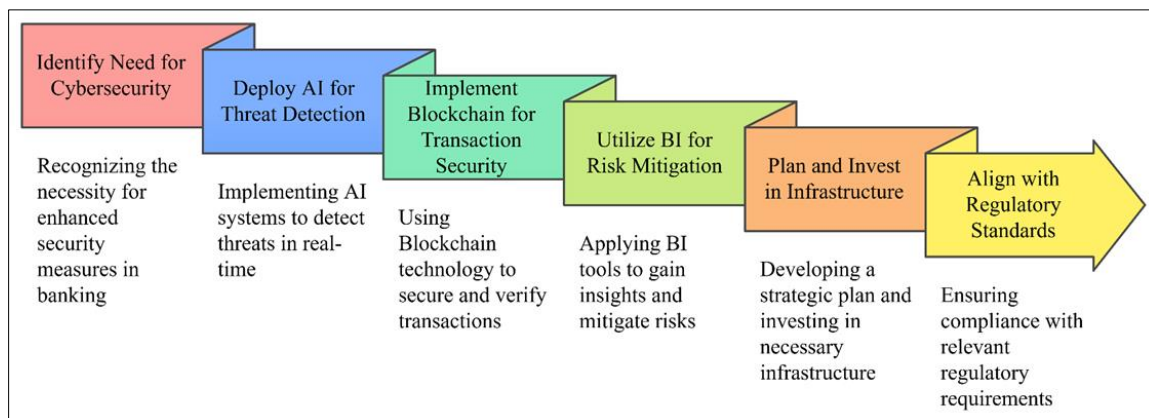 Identify Need for
Cybersecurity
Recognizing the
necessity for
enhanced
security
measures in
banking
Deploy AI for
Threat Detection
Implementing AI
systems to detect
threats in real-
time
Implement
Blockchain for
Transaction
Security
Using
Blockchain
technology to
secure and verify
transactions
Utilize BI for
Risk Mitigation
Applying BI
tools to gain
insights and
mitigate risks
Plan and Invest
in Infrastructure
Developing a
strategic plan and
investing in
necessary
infrastructure
Align with
Regulatory
Standards
Ensuring
compliance with
relevant
regulatory
requirements